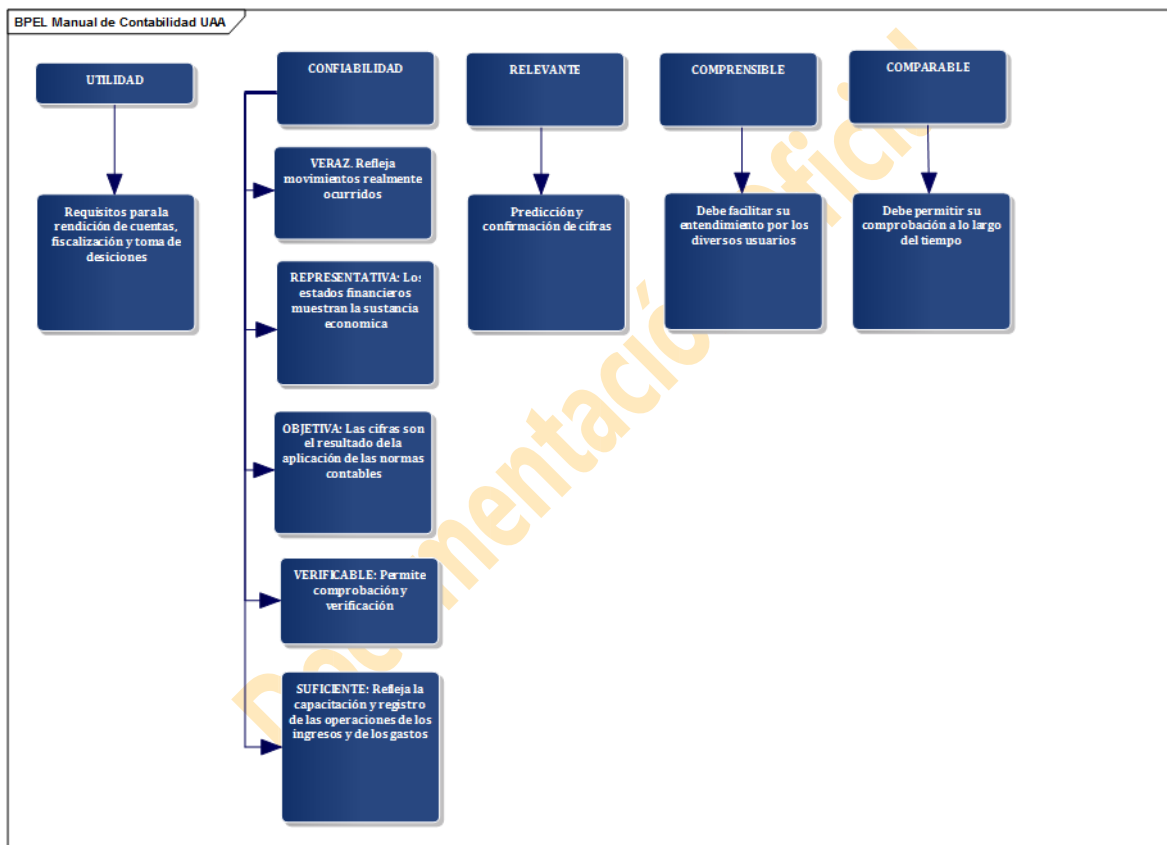 BPEL Manual de Contabilidad UAA
UTILIDAD
Requisitos para la
rendición de cuentas,
fiscalización y toma de
desiciones
CONFIABILIDAD
VERAZ. Refleja
movimientos realmente
ocurridos
REPRESENTATIVA: Los
estados financieros
muestran la sustancia
economica
OBJETIVA: Las cifras son
el resultado de la
aplicación de las normas
contables
VERIFICABLE: Permite
comprobación y
verificación
SUFICIENTE: Refleja la
capacitación y registro
de las operaciones de los
ingresos y de los gastos
RELEVANTE
Predicción y
confirmación de cifras
COMPRENSIBLE
Debe facilitar su
entendimiento por los
diversos usuarios
COMPARABLE
Debe permitir su
comprobación a lo largo
del tiempo
Documentación oficial